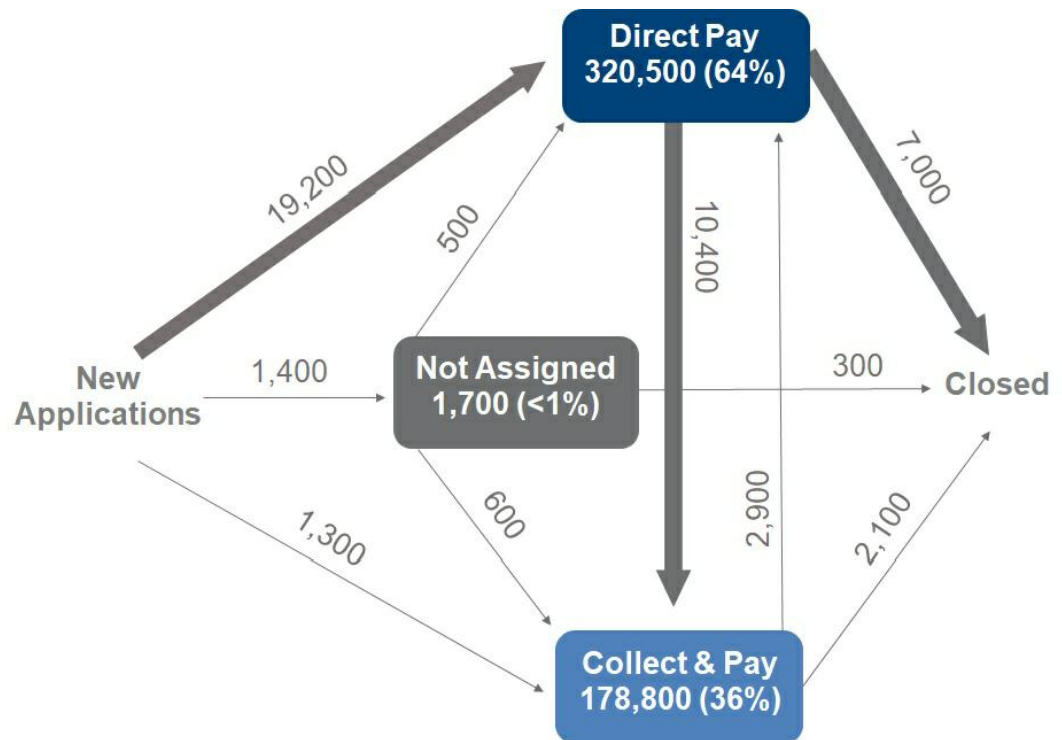 Direct Pay
320,500 (64%)
19,200
500
10,400
7,000
New
Applications
1,400
Not Assigned
1,700 (<1%)
300
Closed
1,300
600
2,900
2,100
Collect & Pay
178,800 (36%)